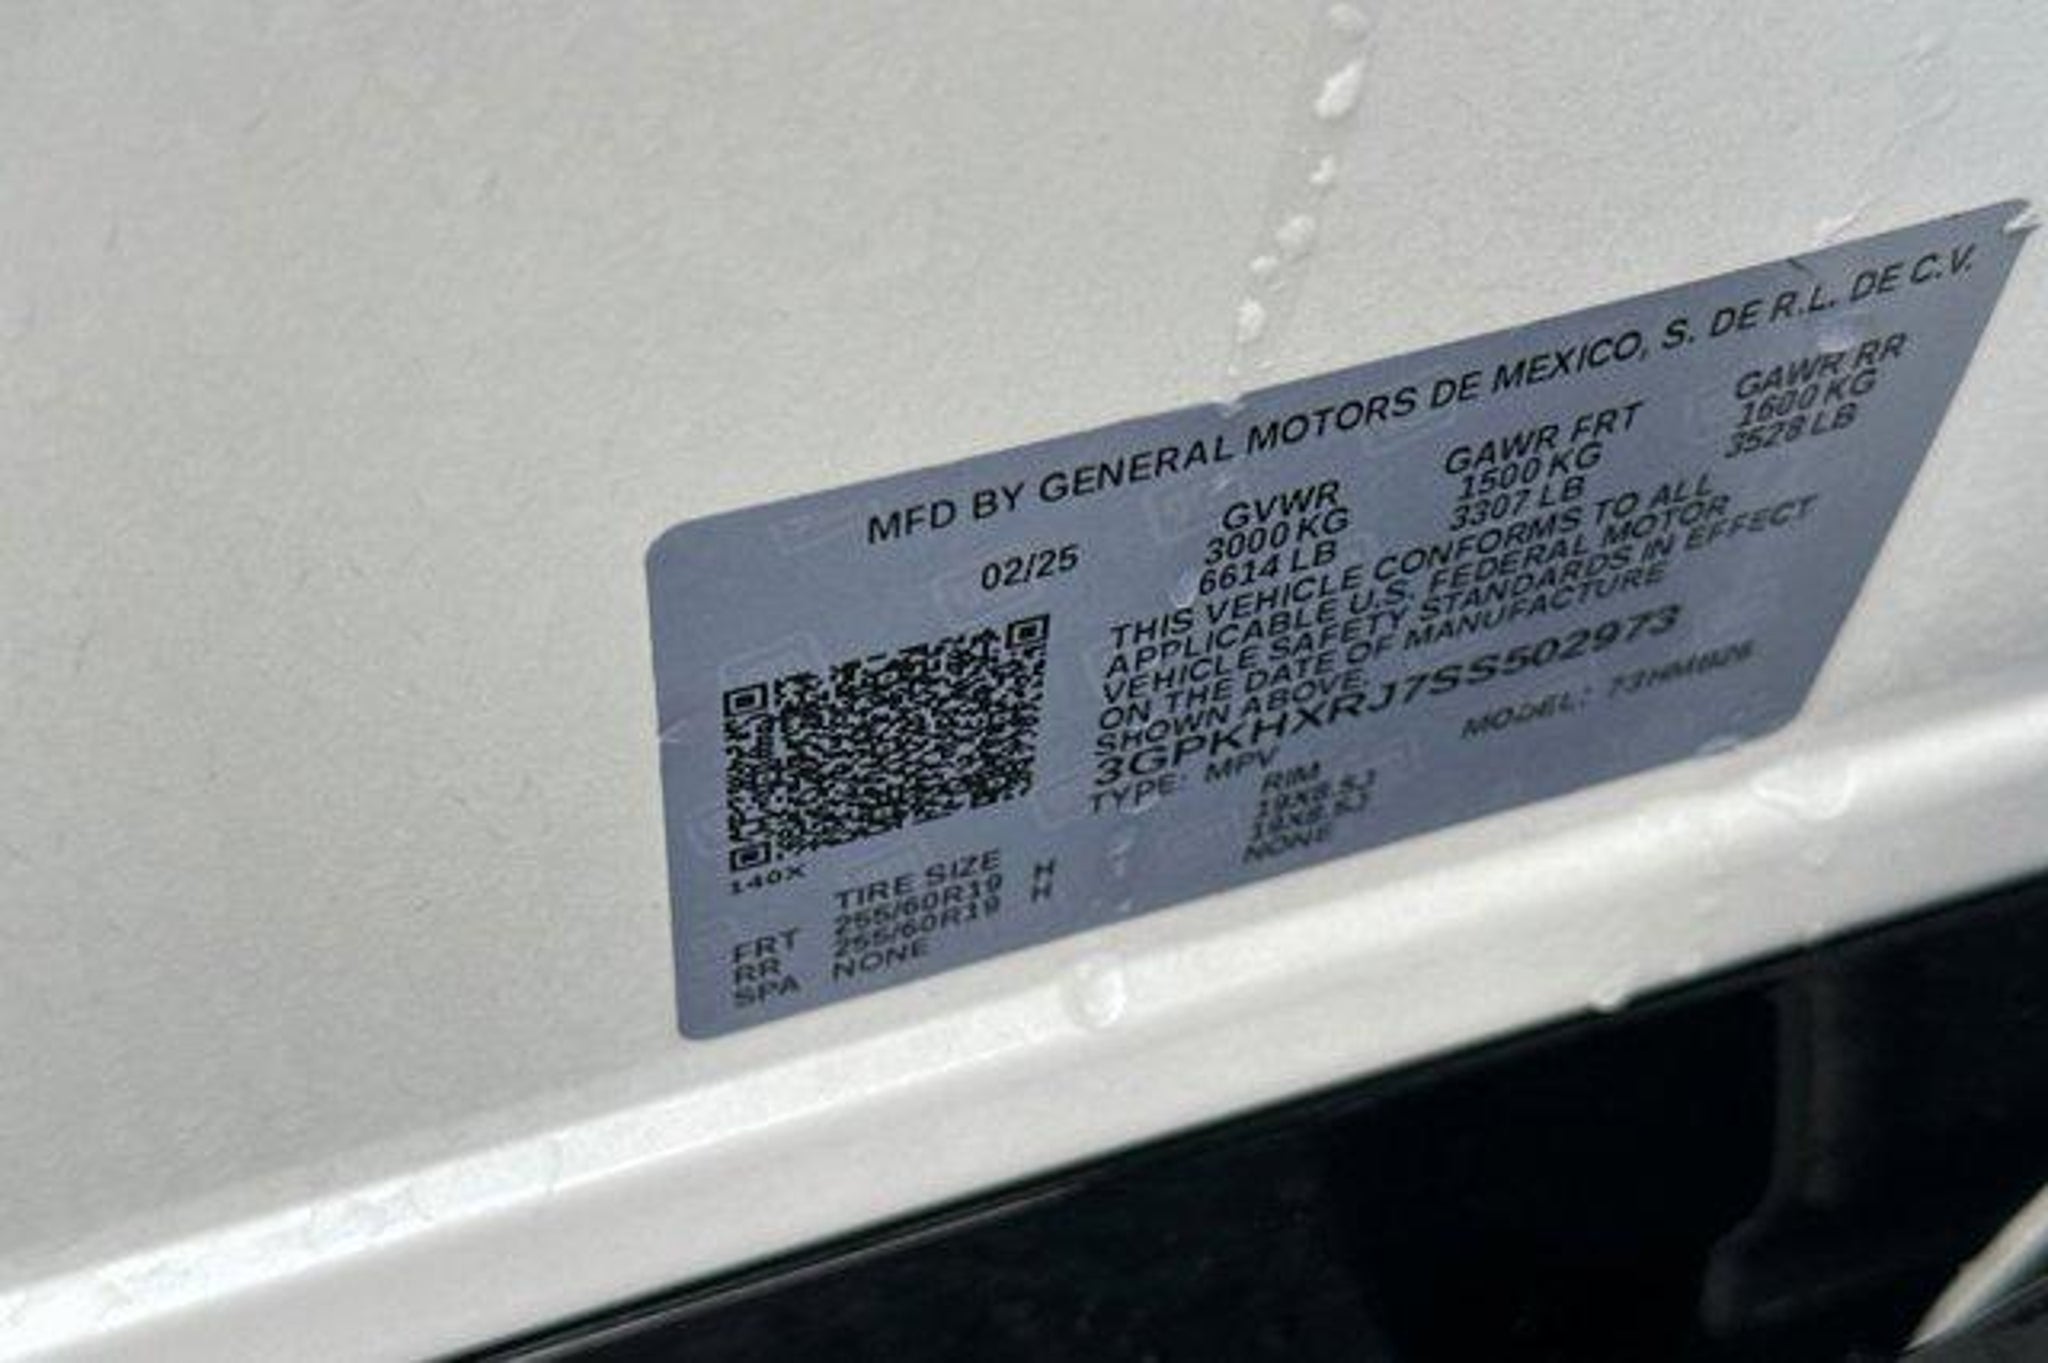 MFD BY GENERAL MOTORS DE MEXICO, S. DE R.L. DE C.V.
02/25 GVWR GAWR FRT GAWR RR
3000 KG 1500 KG 1600 KG
6614 LB 3307 LB 3528 LB
THIS VEHICLE CONFORMS TO ALL
APPLICABLE U.S. FEDERAL MOTOR
VEHICLE SAFETY STANDARDS IN EFFECT
ON THE DATE OF MANUFACTURE
SHOWN ABOVE.
3GPKHXRJ7SS502973
TYPE: MPV MODEL:
140X
TIRE SIZE RIM
FRT 255/60R19 H 19X8.5J
RR 255/60R19 H 19X8.5J
SPA NONE NONE